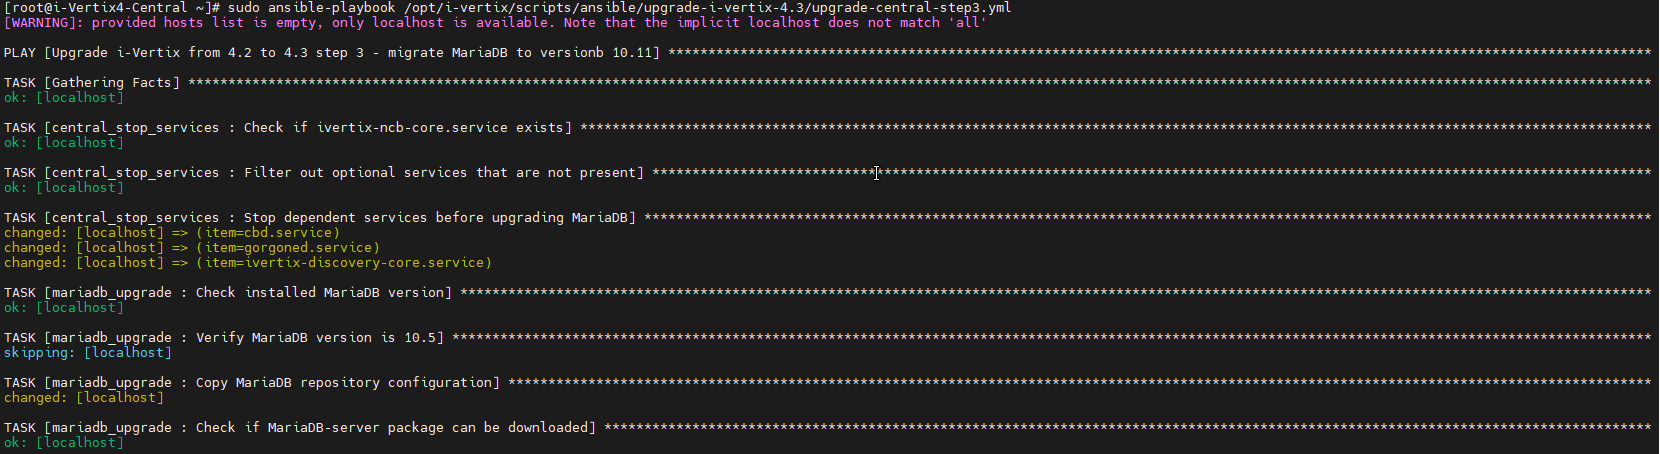 [root@i-Vertix4-Central ~]# sudo ansible-playbook /opt/i-vertix/scripts/ansible/upgrade-i-vertix-4.3/upgrade-central-step3.yml
[WARNING]: provided hosts list is empty, only localhost is available. Note that the implicit localhost does not match 'all'
PLAY [Upgrade i-Vertix from 4.2 to 4.3 step 3 - migrate MariaDB to versionb 10.11] ***************************************************************************************************************************
TASK [Gathering Facts] ***************************************************************************************************************************************************************************************
ok: [localhost]
TASK [central_stop_services : Check if ivertix-ncb-core.service exists] **************************************************************************************************************************************
ok: [localhost]
TASK [central_stop_services : Filter out optional services that are not present] *****************************************************************************************************************************
ok: [localhost]
TASK [central_stop_services : Stop dependent services before upgrading MariaDB] ******************************************************************************************************************************
changed: [localhost] => (item=cbd.service)
changed: [localhost] => (item=gorgoned.service)
changed: [localhost] => (item=ivertix-discovery-core.service)
TASK [mariadb_upgrade : Check installed MariaDB version] *****************************************************************************************************************************************************
ok: [localhost]
TASK [mariadb_upgrade : Verify MariaDB version is 10.5] ******************************************************************************************************************************************************
skipping: [localhost]
TASK [mariadb_upgrade : Copy MariaDB repository configuration] ***********************************************************************************************************************************************
changed: [localhost]
TASK [mariadb_upgrade : Check if MariaDB-server package can be downloaded] ***********************************************************************************************************************************
ok: [localhost]